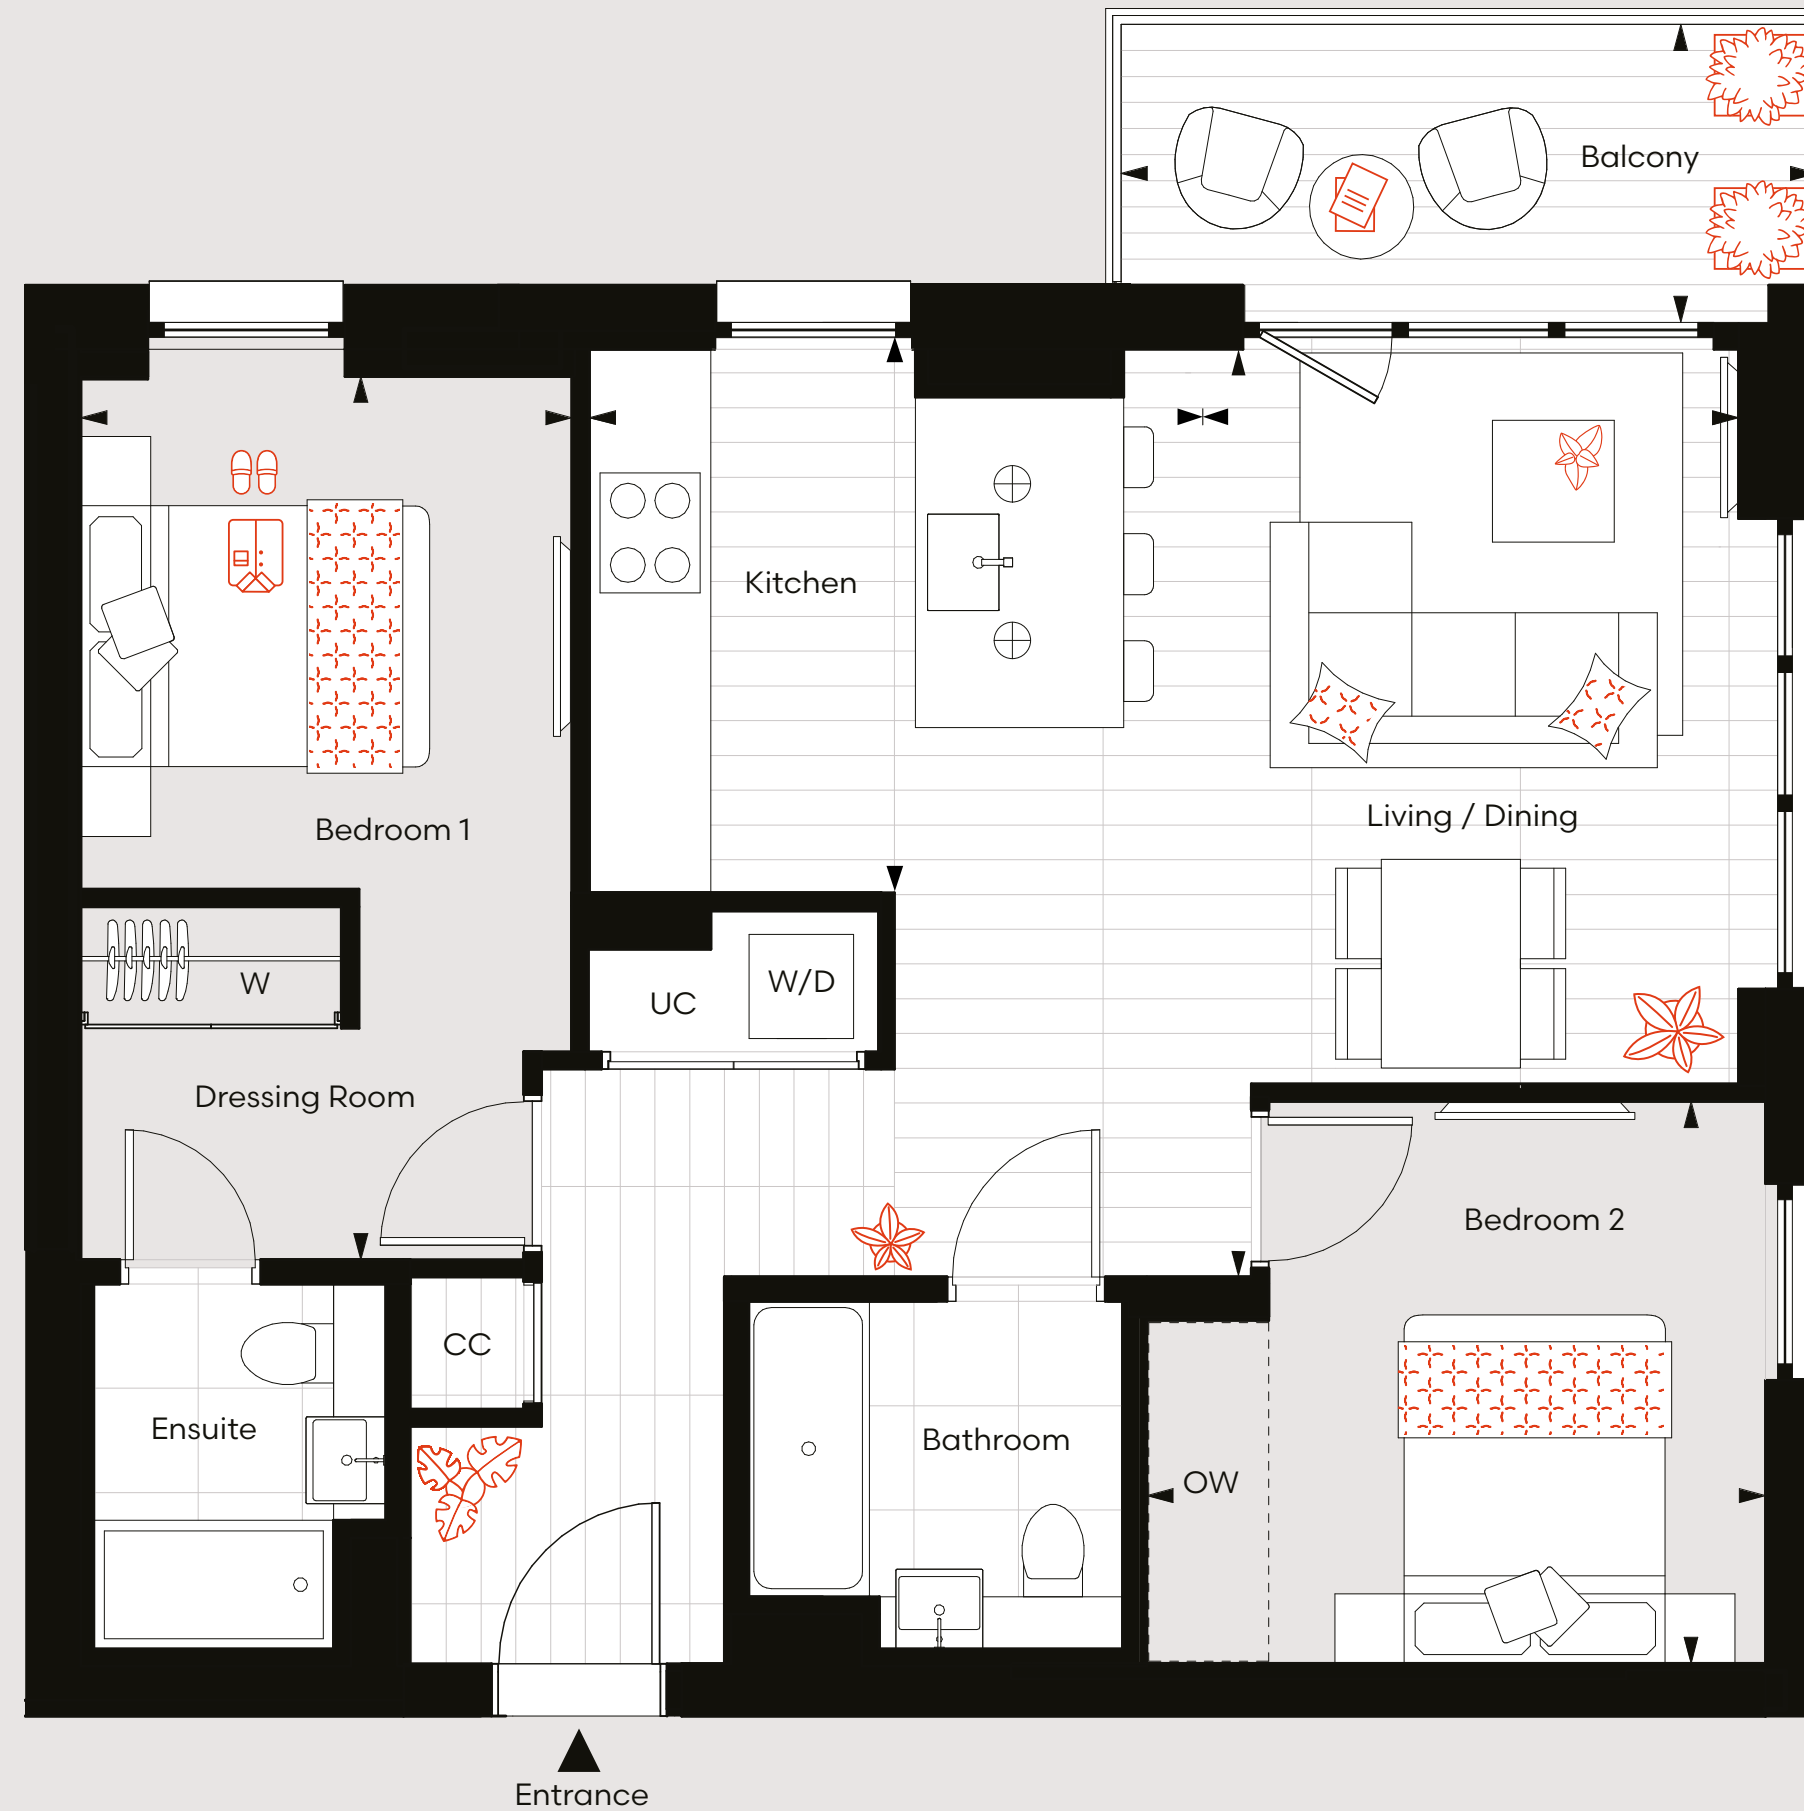 Balcony
Kitchen
Living / Dining
Bedroom 1
W
UC
W/D
Dressing Room
Bedroom 2
CC
Ensuite
Bathroom
OW
Entrance